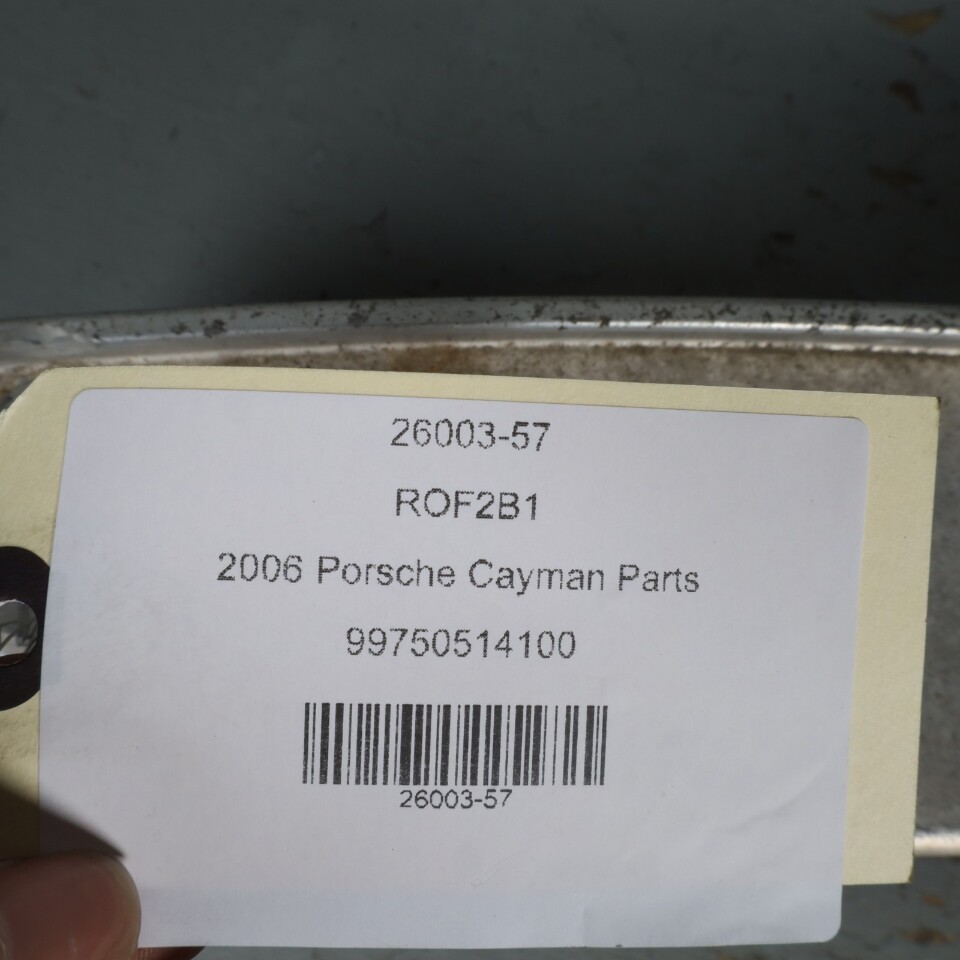 26003-57
ROF2B1
2006 Porsche Cayman Parts
99750514100
26003-57